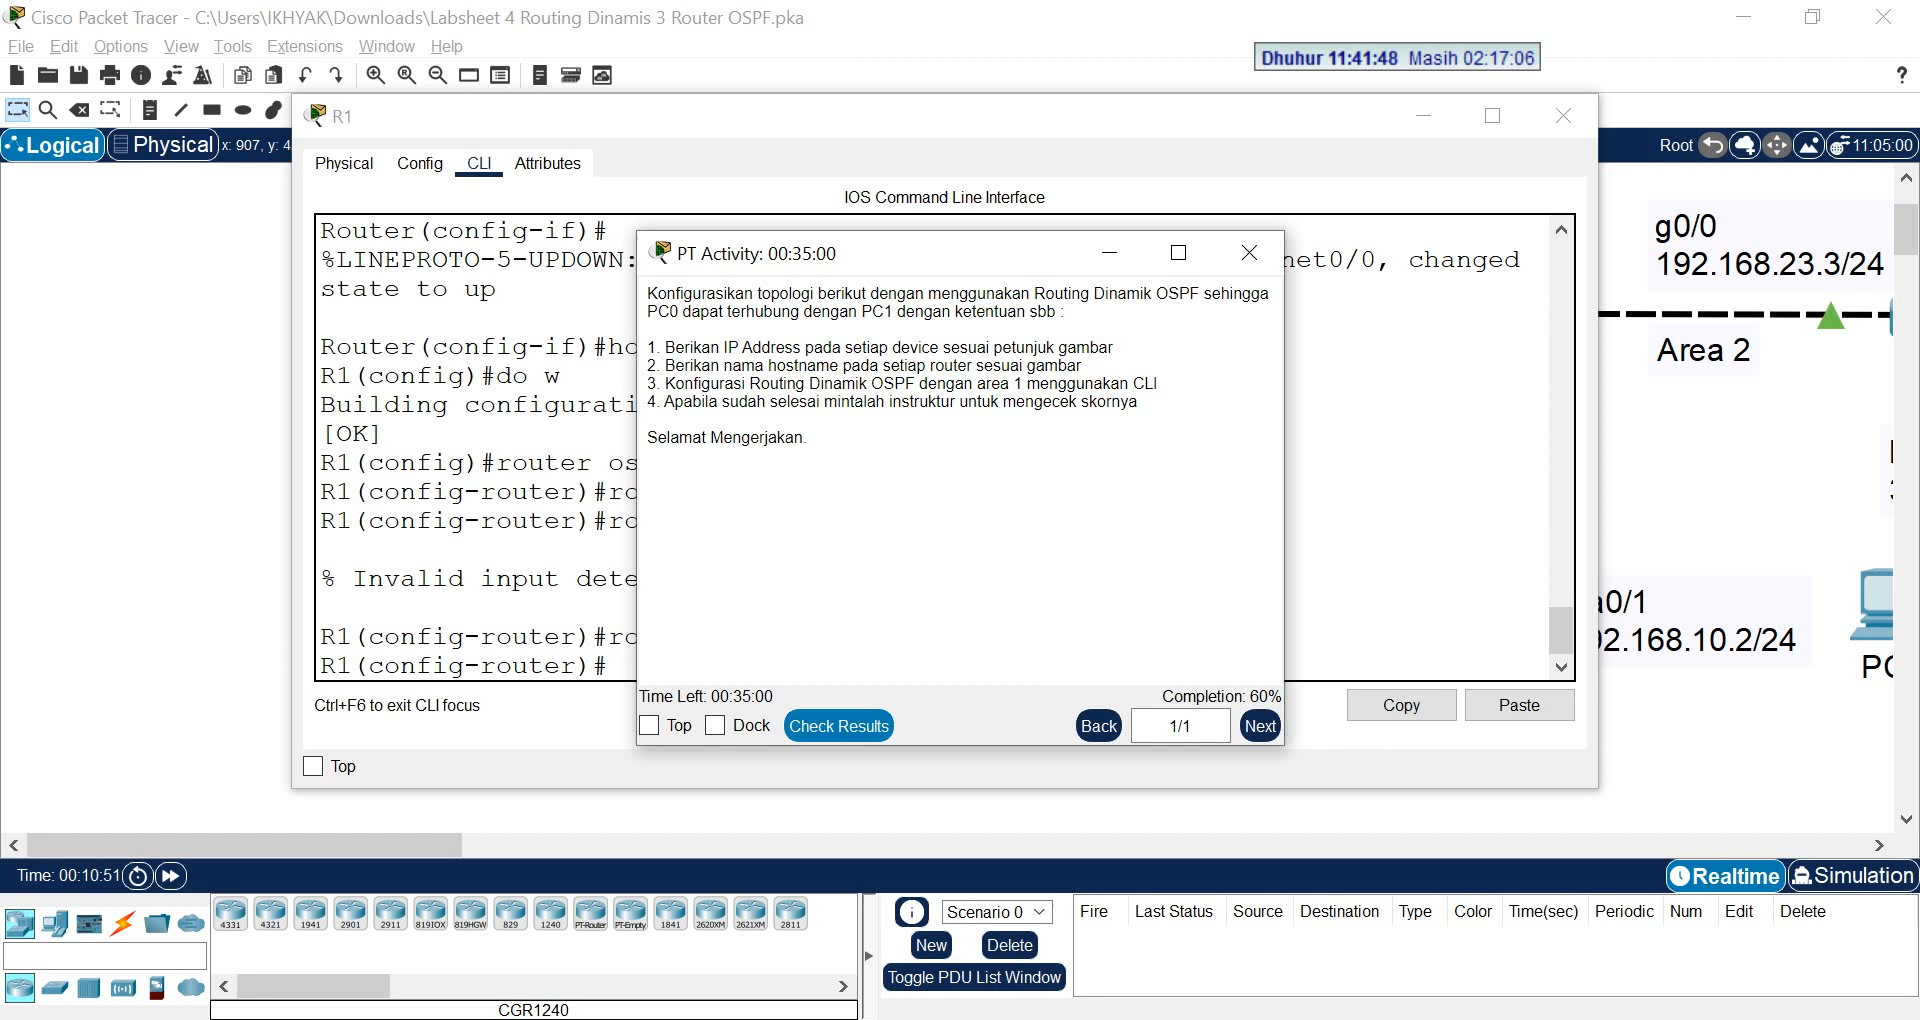 Cisco Packet Tracer - C:\Users\IKHYAK\Downloads\Labsheet 4 Routing Dinamis 3 Router OSPF.pka
File Edit Options View Tools Extensions Window Help
Dhuhur 11:41:48 Masih 02:17:06
?
R1
Logical Physical x: 907, y: 4
Root 11:05:00
Physical Config CLI Attributes
IOS Command Line Interface
Router(config-if)#
%LINEPROTO-5-UPDOWN: net0/0, changed
state to up
Router(config-if)#ho
R1(config)#do w
Building configurati
[OK]
R1(config)#router os
R1(config-router)#ro
R1(config-router)#ro
% Invalid input dete
R1(config-router)#ro
R1(config-router)#
Ctrl+F6 to exit CLI focus
Copy Paste
Top
PT Activity: 00:35:00
Konfigurasikan topologi berikut dengan menggunakan Routing Dinamik OSPF sehingga
PC0 dapat terhubung dengan PC1 dengan ketentuan sbb :
1. Berikan IP Address pada setiap device sesuai petunjuk gambar
2. Berikan nama hostname pada setiap router sesuai gambar
3. Konfigurasi Routing Dinamik OSPF dengan area 1 menggunakan CLI
4. Apabila sudah selesai mintalah instruktur untuk mengecek skornya
Selamat Mengerjakan.
Time Left: 00:35:00 Completion: 60%
Top Dock Check Results Back 1/1 Next
g0/0
192.168.23.3/24
Area 2
a0/1
92.168.10.2/24
PC
Time: 00:10:51
Realtime Simulation
4331 4321 1941 2901 2911 819IOX 819HGW 829 1240 PT-Router PT-Empty 1841 2620XM 2621XM 2811
CGR1240
Scenario 0
New Delete
Toggle PDU List Window
Fire Last Status Source Destination Type Color Time(sec) Periodic Num Edit Delete